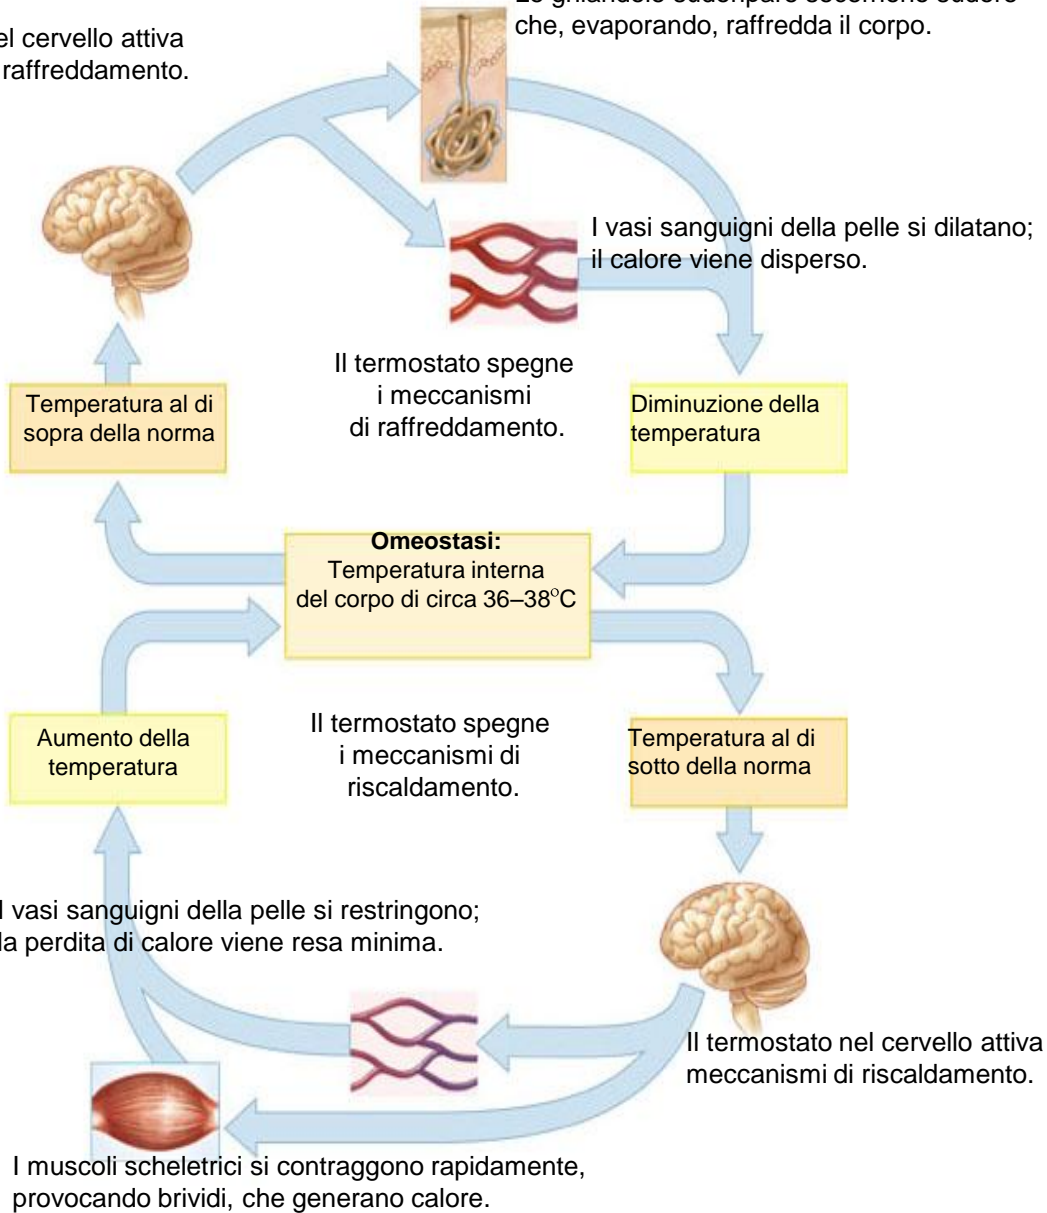 che, evaporando, raffredda il corpo.
el cervello attiva
raffreddamento.
I vasi sanguigni della pelle si dilatano;
il calore viene disperso.
Il termostato spegne
i meccanismi
di raffreddamento.
Temperatura al di
sopra della norma
Diminuzione della
temperatura
Omeostasi:
Temperatura interna
del corpo di circa 36–38°C
Il termostato spegne
i meccanismi di
riscaldamento.
Aumento della
temperatura
Temperatura al di
sotto della norma
I vasi sanguigni della pelle si restringono;
la perdita di calore viene resa minima.
Il termostato nel cervello attiva
meccanismi di riscaldamento.
I muscoli scheletrici si contraggono rapidamente,
provocando brividi, che generano calore.